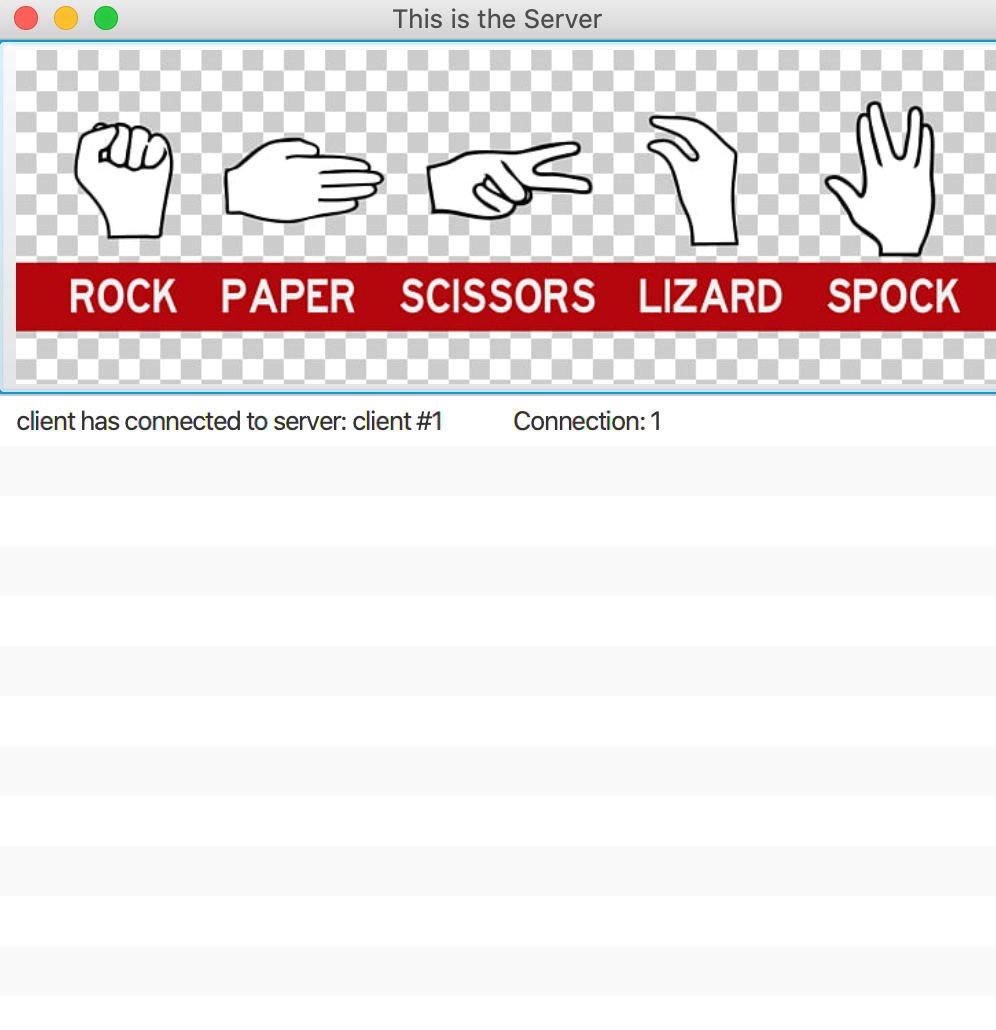 This is the Server
ROCK PAPER SCISSORS LIZARD SPOCK
client has connected to server: client #1 Connection: 1